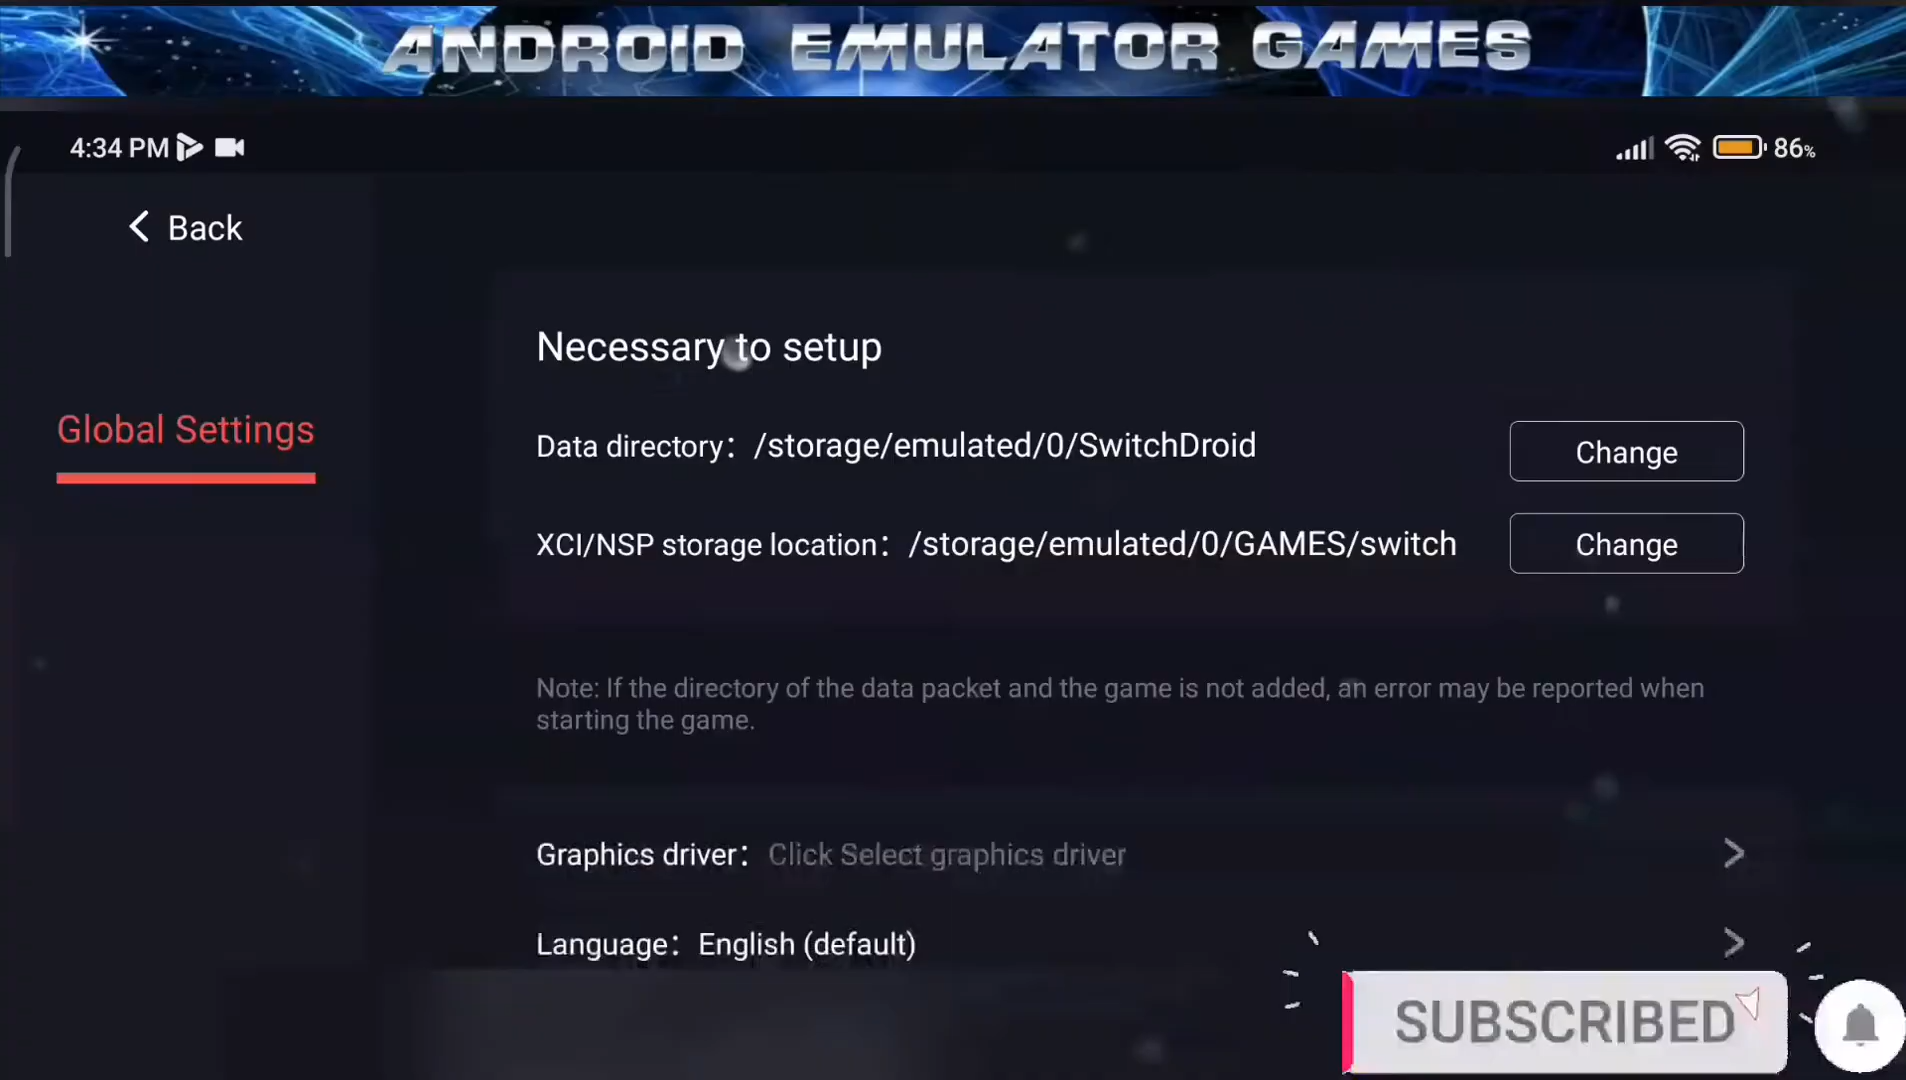 ANDROID EMULATOR GAMES
4:34 PM
86%
Back
Necessary to setup
Global Settings
Data directory： /storage/emulated/0/SwitchDroid
Change
XCI/NSP storage location： /storage/emulated/0/GAMES/switch
Change
Note: If the directory of the data packet and the game is not added, an error may be reported when
starting the game.
Graphics driver： Click Select graphics driver
Language： English (default)
SUBSCRIBED